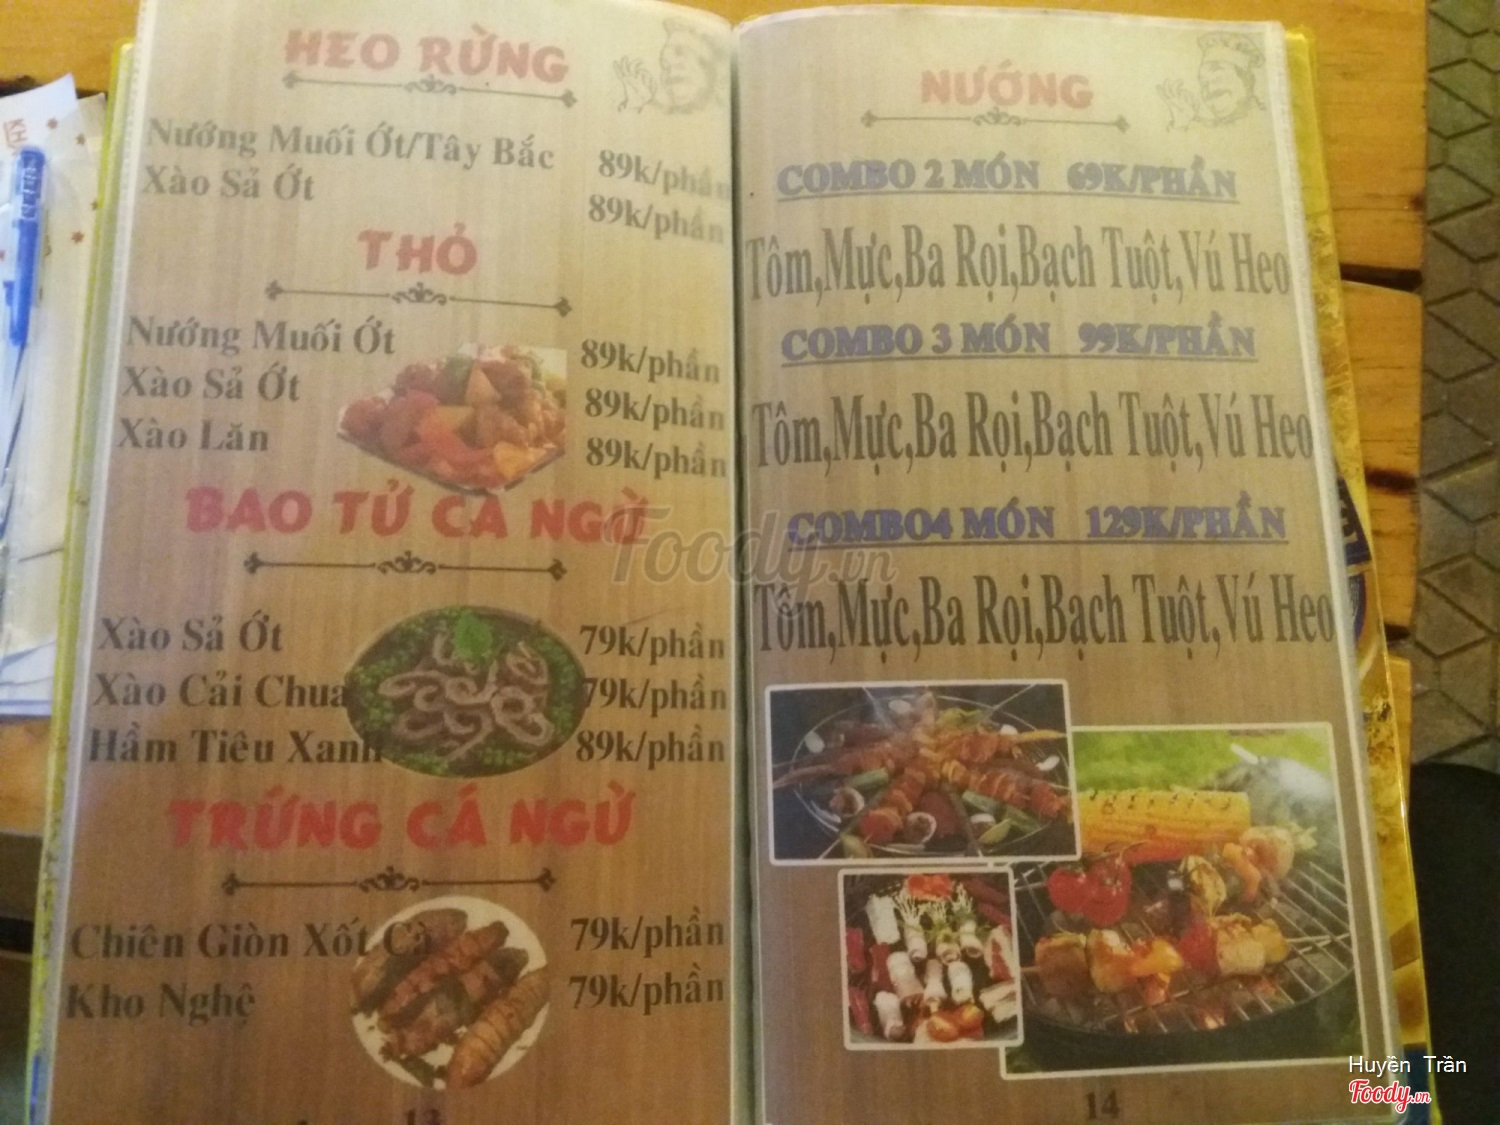 HEO RỪNG
Nướng Muối Ớt/Tây Bắc 89k/phần
Xào Sả Ớt 89k/phần
THỎ
Nướng Muối Ớt 89k/phần
Xào Sả Ớt 89k/phần
Xào Lăn 89k/phần
BAO TỬ CÁ NGỪ
Xào Sả Ớt 79k/phần
Xào Cải Chua 79k/phần
Hầm Tiêu Xanh 89k/phần
TRỨNG CÁ NGỪ
Chiên Giòn Xốt Cà 79k/phần
Kho Nghệ 79k/phần
13
NƯỚNG
COMBO 2 MÓN 69K/PHẦN
Tôm,Mực,Ba Rọi,Bạch Tuột,Vú Heo
COMBO 3 MÓN 99K/PHẦN
Tôm,Mực,Ba Rọi,Bạch Tuột,Vú Heo
COMBO4 MÓN 129K/PHẦN
Tôm,Mực,Ba Rọi,Bạch Tuột,Vú Heo
14
Foody.vn
Huyền Trần
Foody.vn